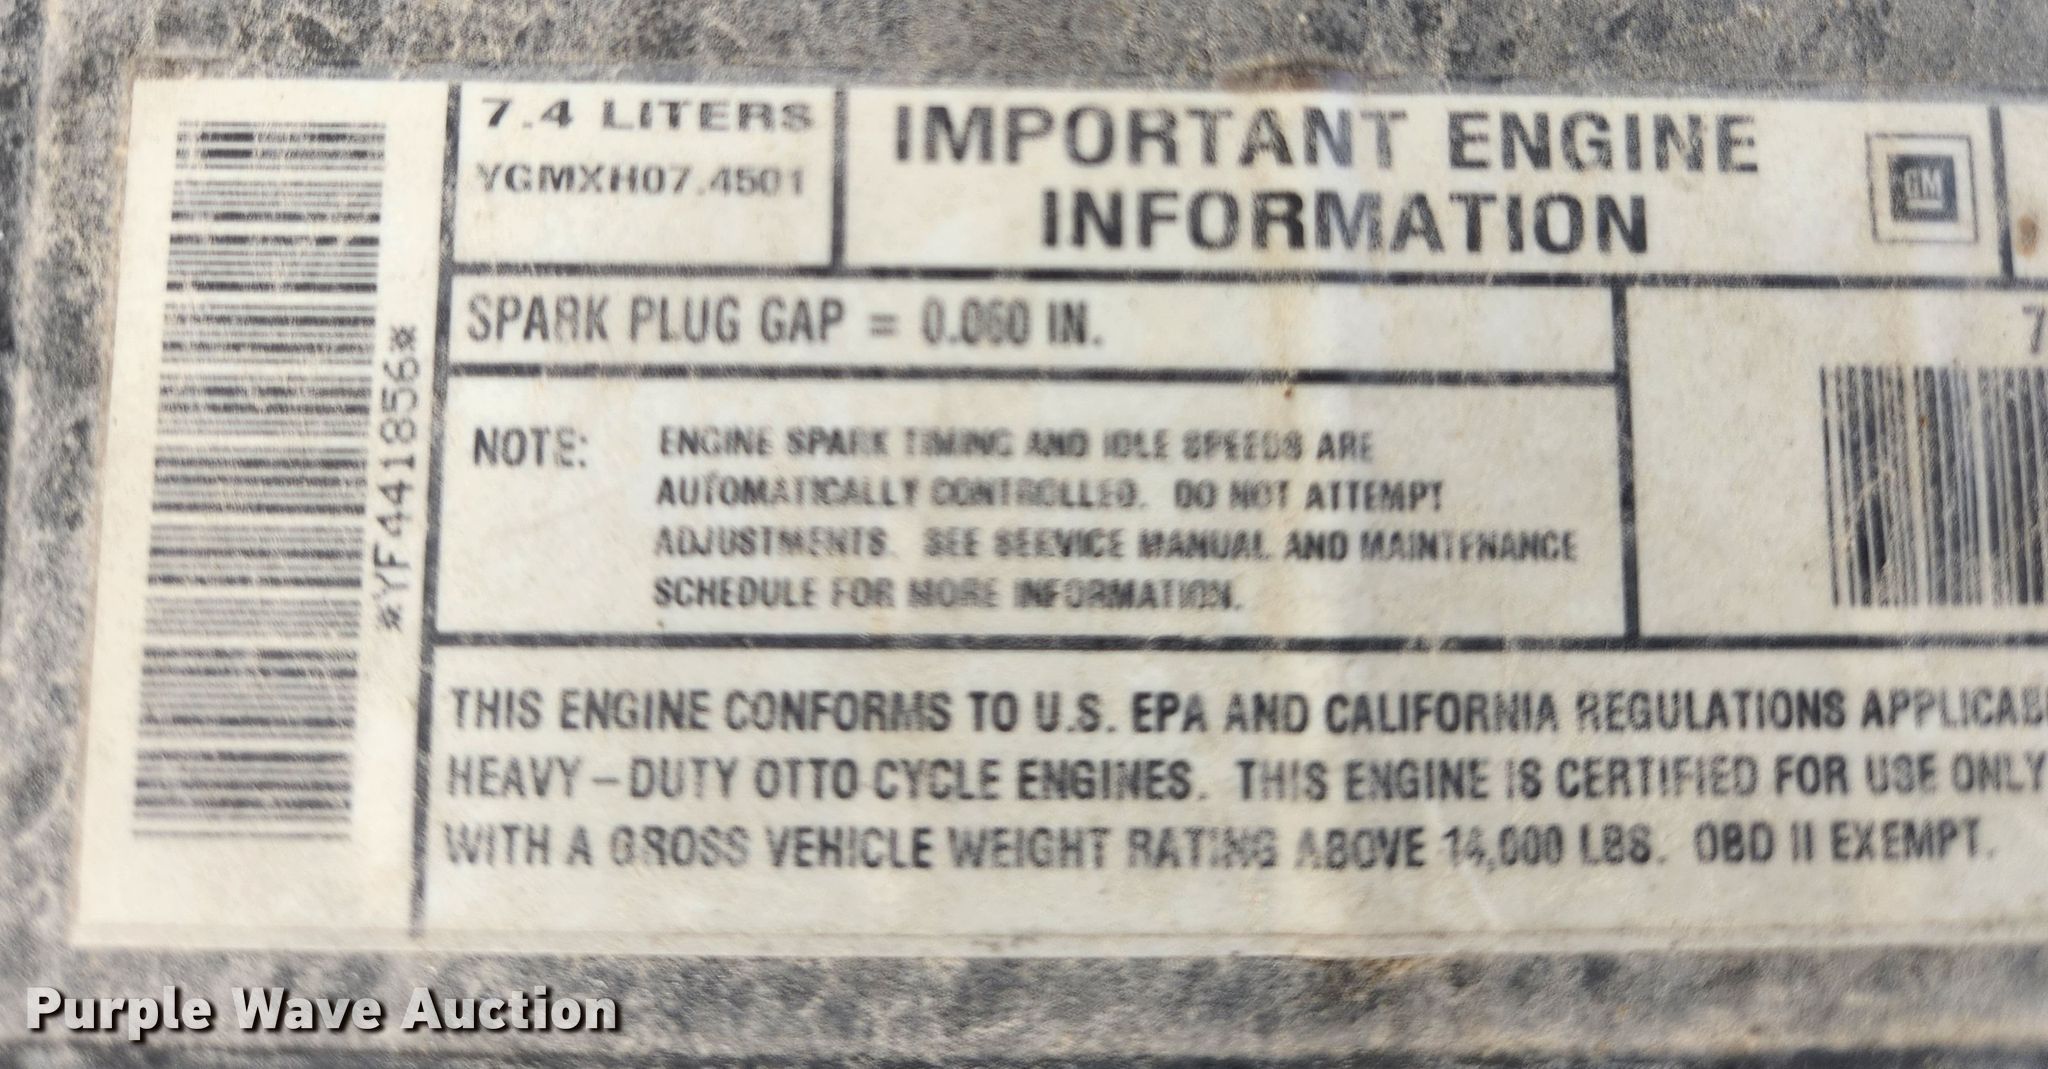 7.4 LITERS
YGMXH07.4501
IMPORTANT ENGINE
INFORMATION
GM
SPARK PLUG GAP = 0.060 IN.
7
*YF441856*
NOTE: ENGINE SPARK TIMING AND IDLE SPEEDS ARE
AUTOMATICALLY CONTROLLED. DO NOT ATTEMPT
ADJUSTMENTS. SEE SERVICE MANUAL AND MAINTENANCE
SCHEDULE FOR MORE INFORMATION.
THIS ENGINE CONFORMS TO U.S. EPA AND CALIFORNIA REGULATIONS APPLICAB
HEAVY-DUTY OTTO CYCLE ENGINES. THIS ENGINE IS CERTIFIED FOR USE ONLY
WITH A GROSS VEHICLE WEIGHT RATING ABOVE 14,000 LBS. OBD II EXEMPT.
Purple Wave Auction